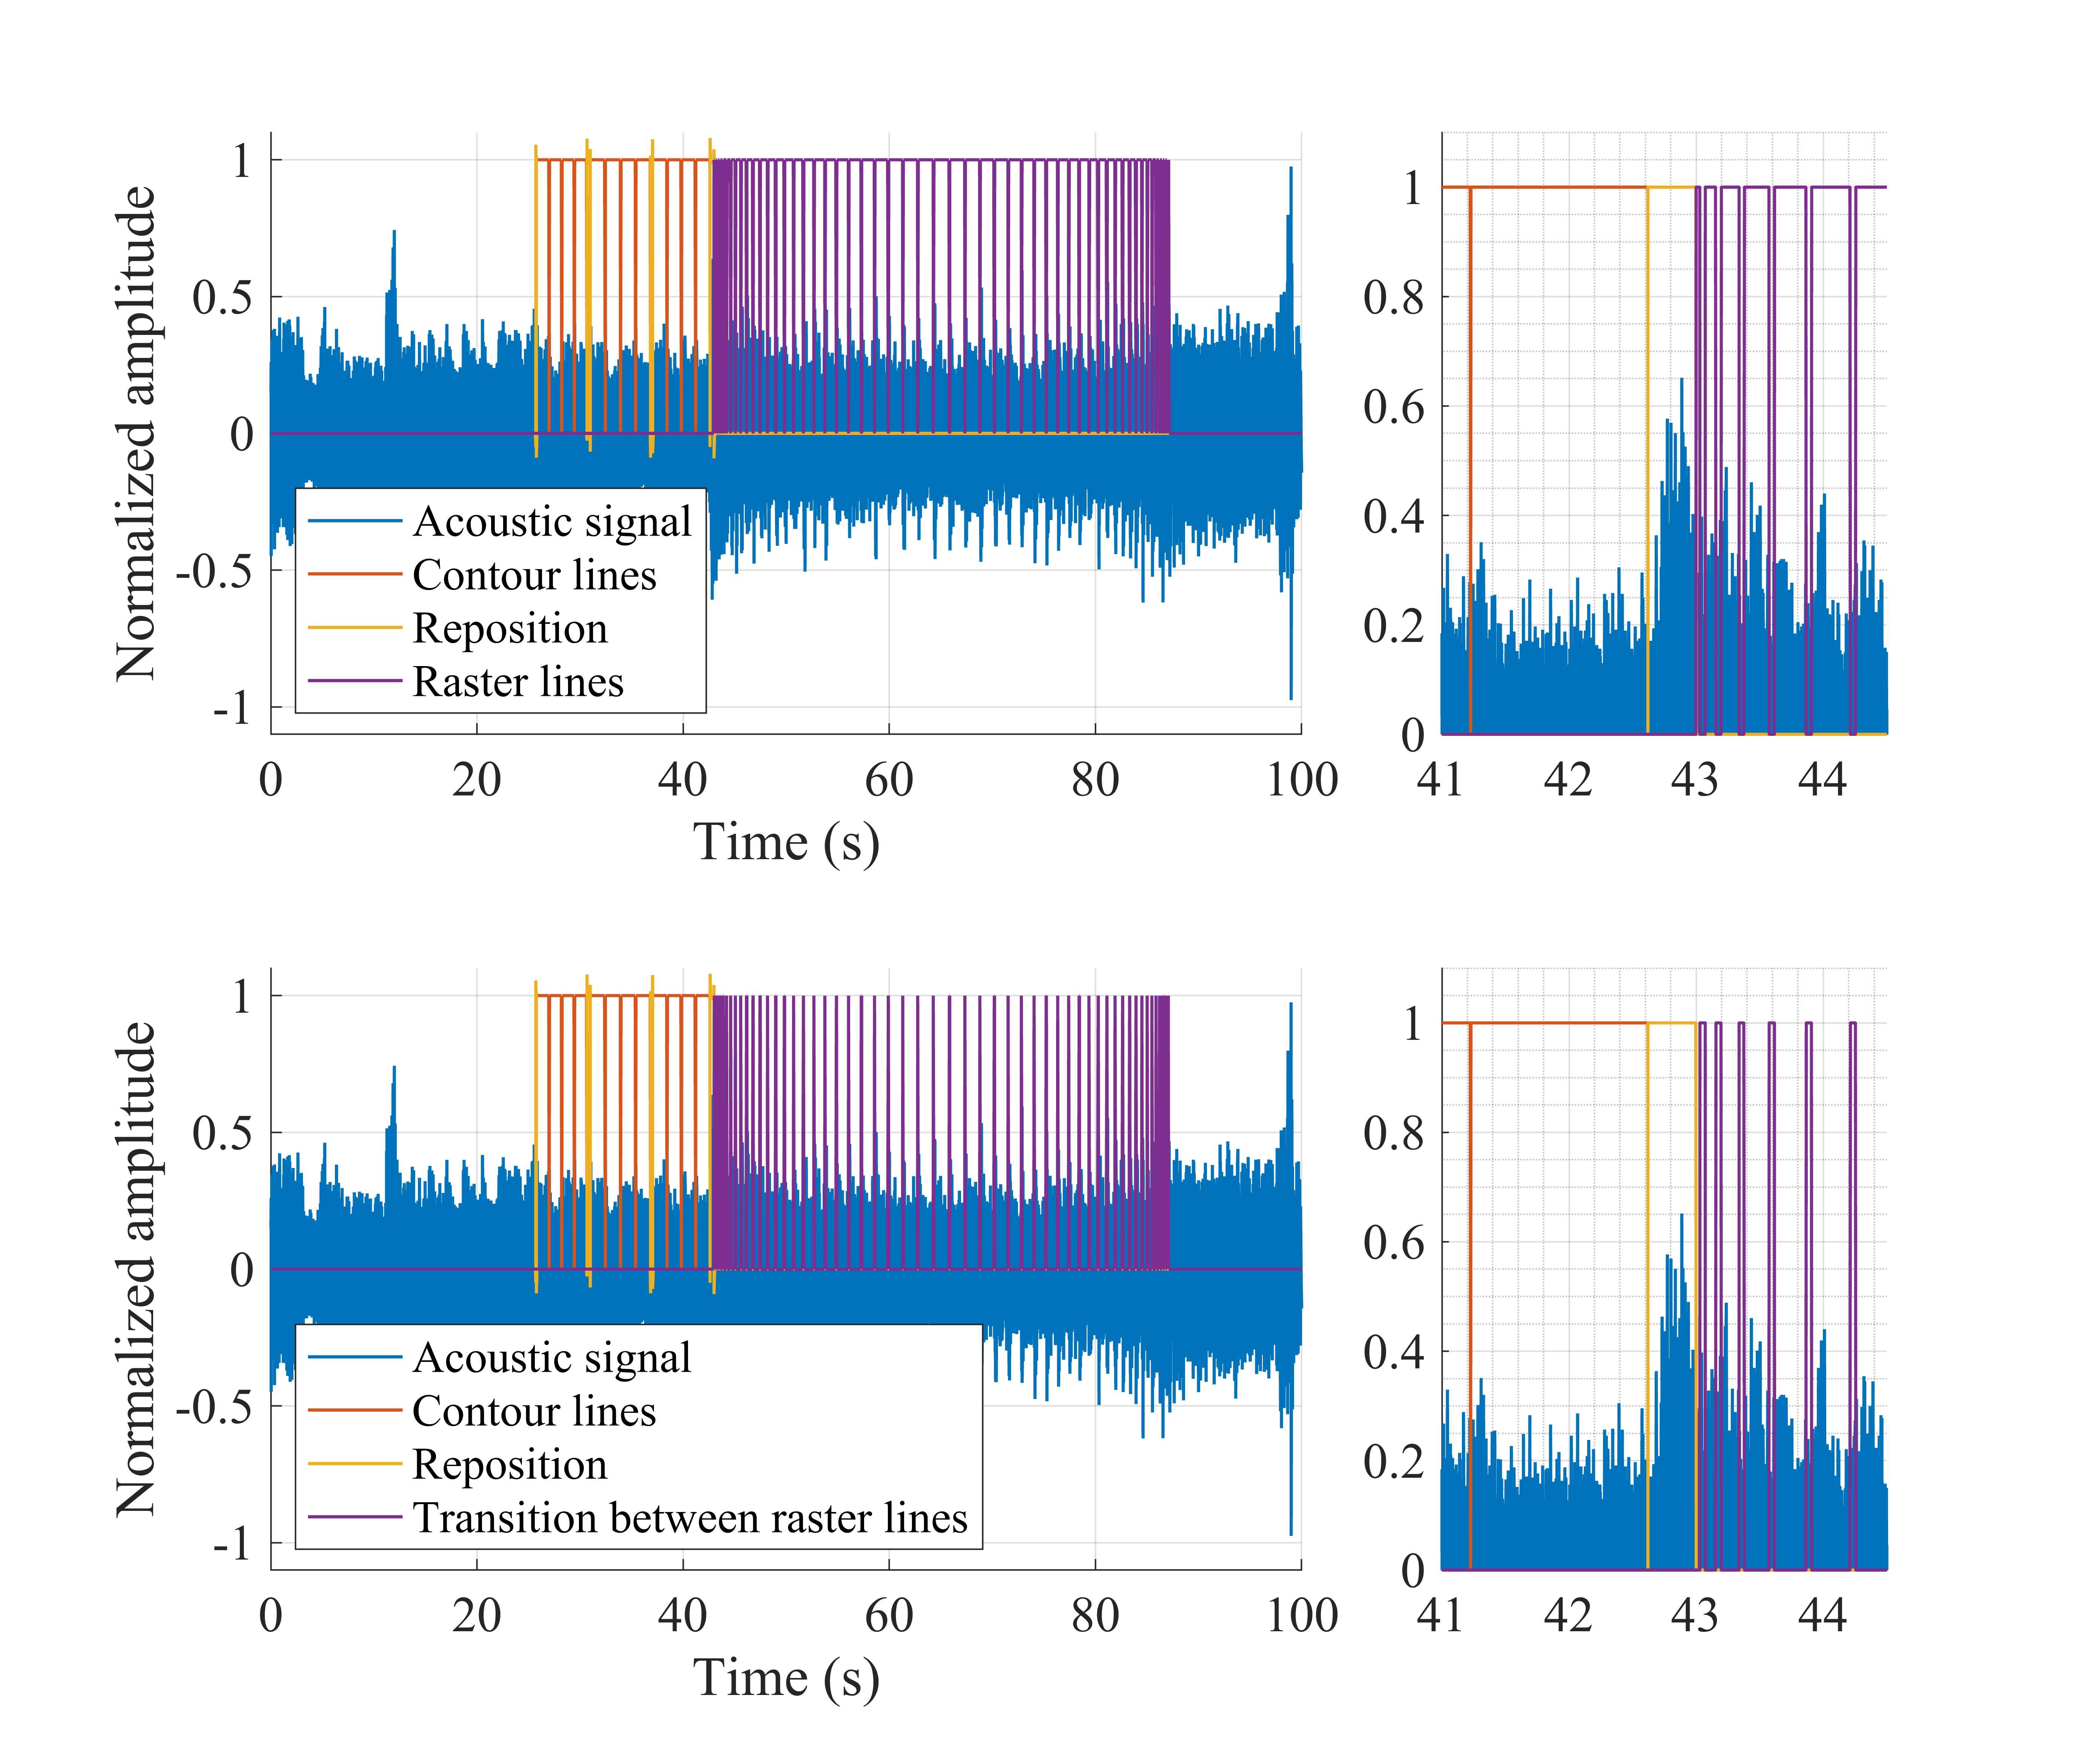 Normalized amplitude
1
0.5
0
-0.5
-1
Acoustic signal
Contour lines
Reposition
Raster lines
0 20 40 60 80 100
Time (s)
1
0.8
0.6
0.4
0.2
0
41 42 43 44
Normalized amplitude
1
0.5
0
-0.5
-1
Acoustic signal
Contour lines
Reposition
Transition between raster lines
0 20 40 60 80 100
Time (s)
1
0.8
0.6
0.4
0.2
0
41 42 43 44